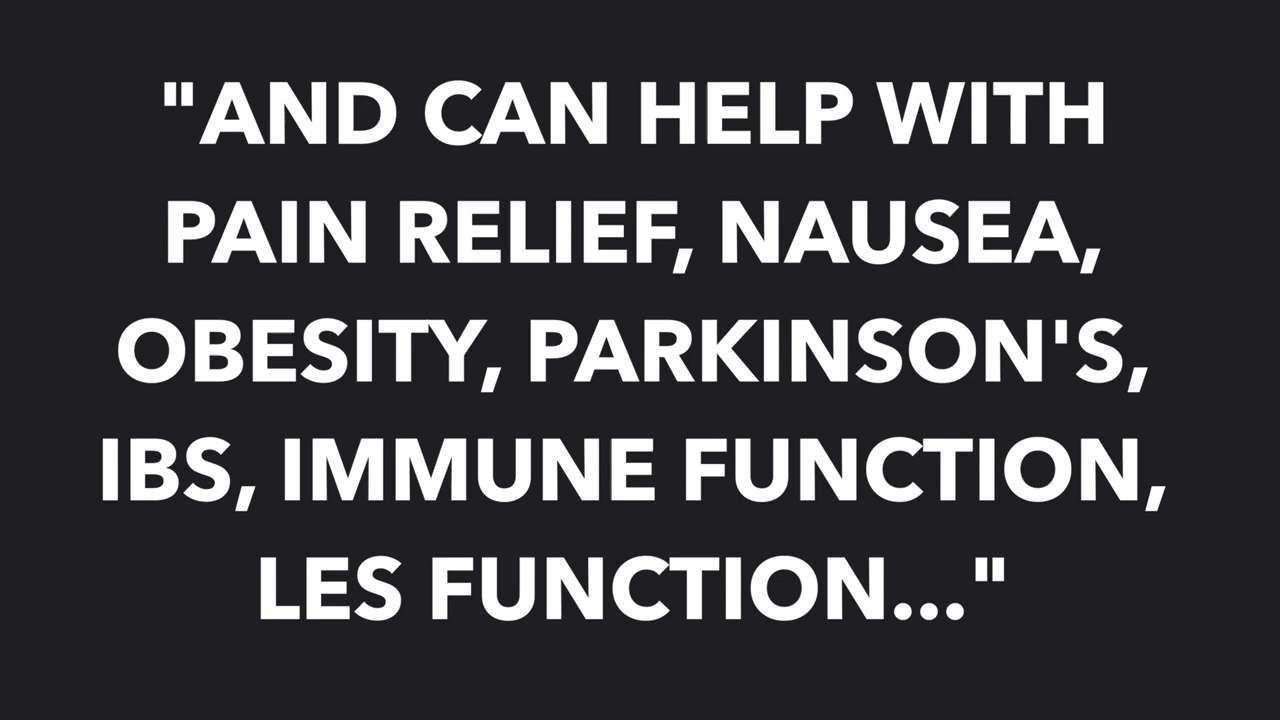 "AND CAN HELP WITH
PAIN RELIEF, NAUSEA,
OBESITY, PARKINSON'S,
IBS, IMMUNE FUNCTION,
LES FUNCTION..."